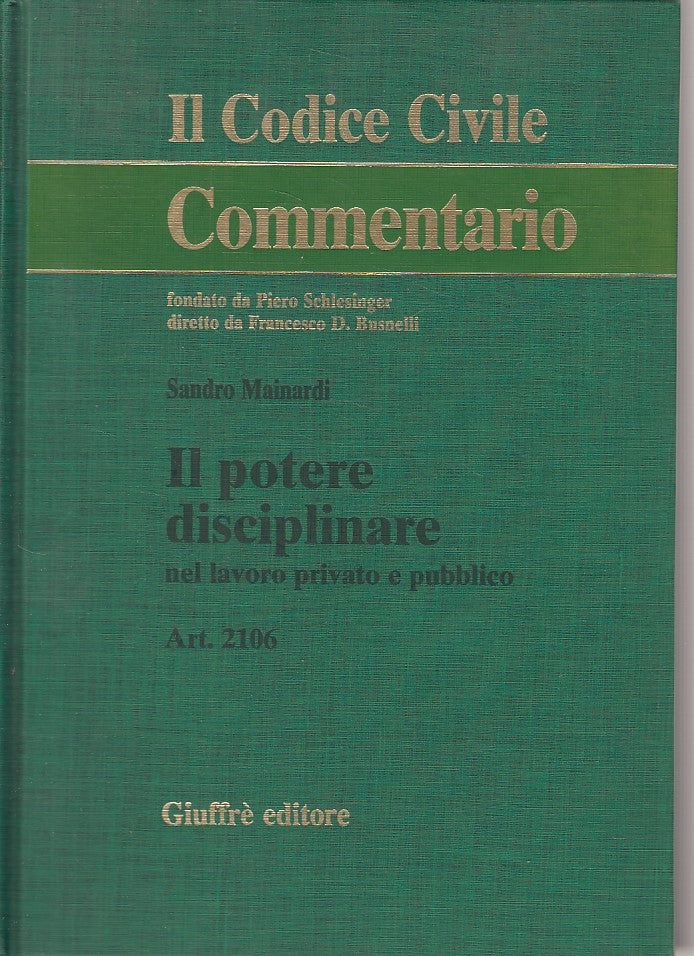 Il Codice Civile
Commentario
fondato da Piero Schlesinger
diretto da Francesco D. Busnelli
Sandro Mainardi
Il potere
disciplinare
nel lavoro privato e pubblico
Art. 2106
Giuffrè editore